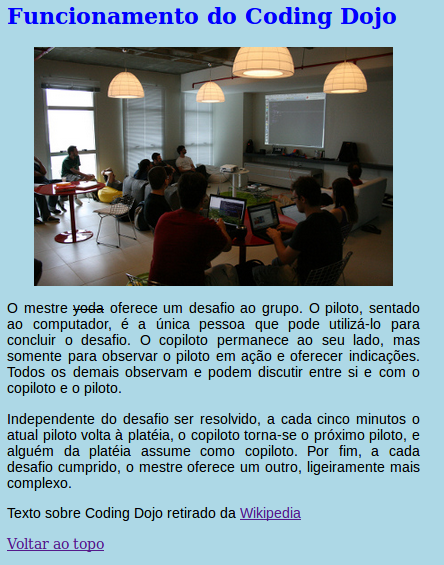 Funcionamento do Coding Dojo
O mestre yoda oferece um desafio ao grupo. O piloto, sentado
ao computador, é a única pessoa que pode utilizá-lo para
concluir o desafio. O copiloto permanece ao seu lado, mas
somente para observar o piloto em ação e oferecer indicações.
Todos os demais observam e podem discutir entre si e com o
copiloto e o piloto.
Independente do desafio ser resolvido, a cada cinco minutos o
atual piloto volta à platéia, o copiloto torna-se o próximo piloto, e
alguém da platéia assume como copiloto. Por fim, a cada
desafio cumprido, o mestre oferece um outro, ligeiramente mais
complexo.
Texto sobre Coding Dojo retirado da Wikipedia
Voltar ao topo